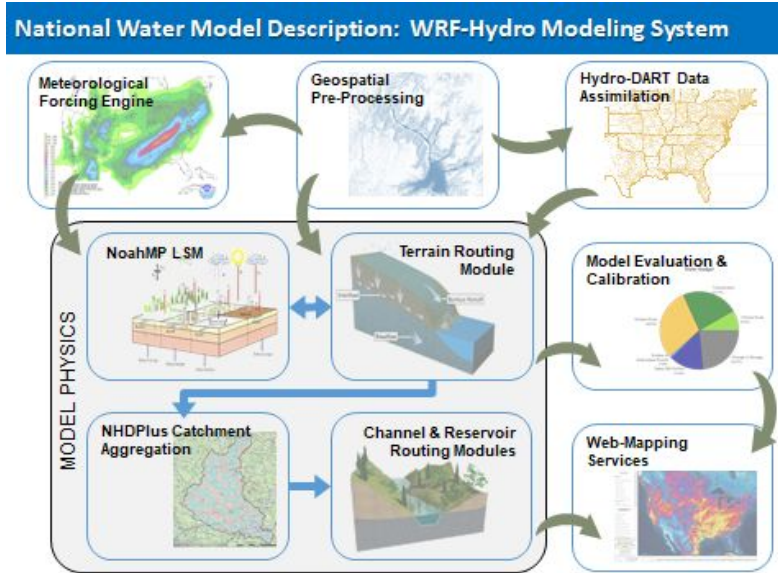 National Water Model Description: WRF-Hydro Modeling System
Meteorological
Forcing Engine
Geospatial
Pre-Processing
Hydro-DART Data
Assimilation
MODEL PHYSICS
NoahMP LSM
Terrain Routing
Module
Model Evaluation &
Calibration
NHDPlus Catchment
Aggregation
Channel & Reservoir
Routing Modules
Web-Mapping
Services